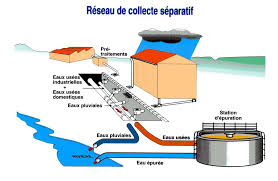 Réseau de collecte séparatif
Pré-
traitements
Eaux usées
industrielles
+
Eaux usées
domestiques
Eaux pluviales
Station
d'épuration
Eaux pluviales
Eaux usées
Eau épurée